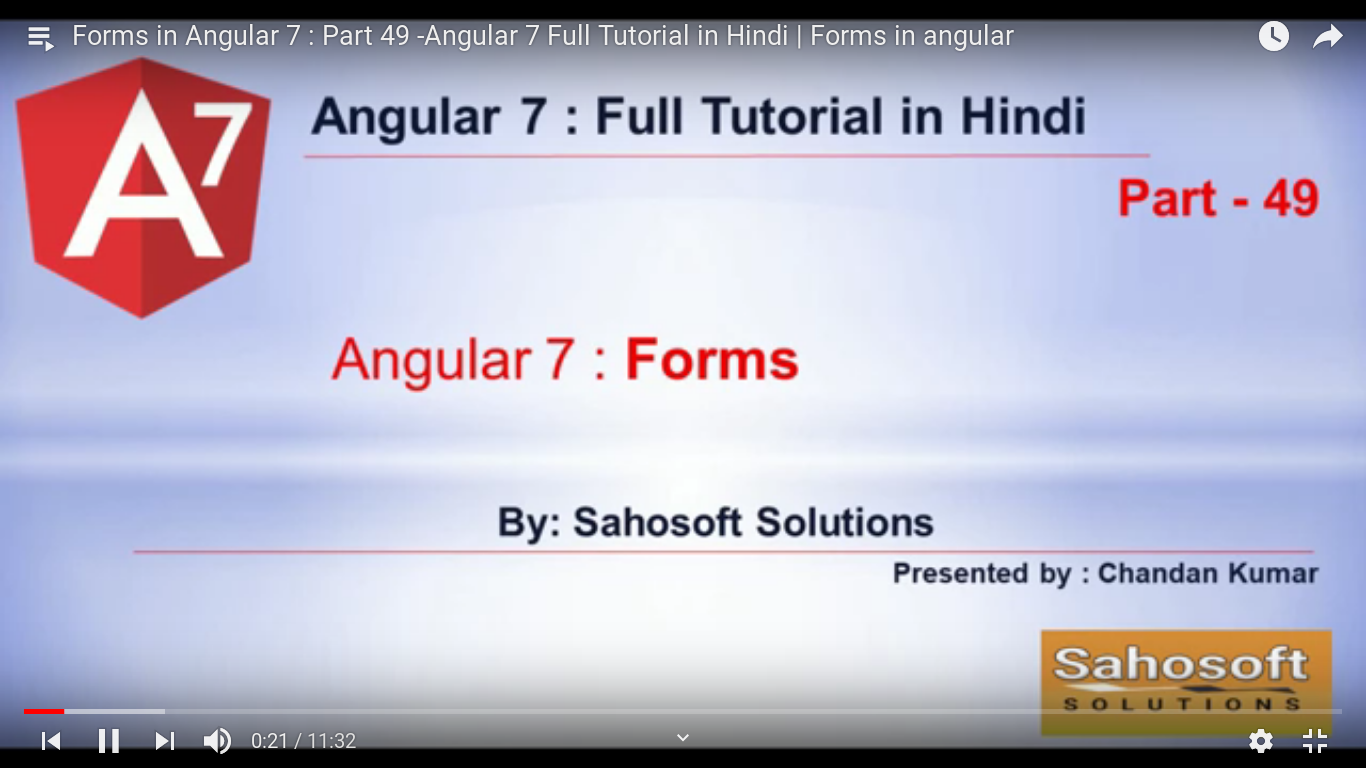 Forms in Angular 7 : Part 49 -Angular 7 Full Tutorial in Hindi | Forms in angular
A7
Angular 7 : Full Tutorial in Hindi
Part - 49
Angular 7 : Forms
By: Sahosoft Solutions
Presented by : Chandan Kumar
Sahosoft
SOLUTIONS
0:21 / 11:32